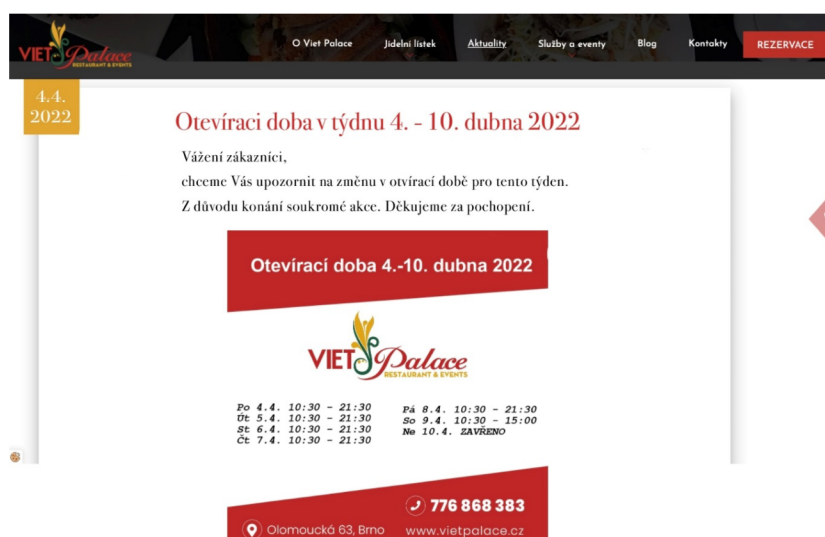 VIET Palace
RESTAURANT & EVENTS
O Viet Palace Jídelní lístek Aktuality Služby a eventy Blog Kontakty REZERVACE
4.4.
2022
Otevíraci doba v týdnu 4. - 10. dubna 2022
Vážení zákazníci,
chceme Vás upozornit na změnu v otvírací době pro tento týden.
Z důvodu konání soukromé akce. Děkujeme za pochopení.
Otevírací doba 4.-10. dubna 2022
VIET Palace
RESTAURANT & EVENTS
Po 4.4. 10:30 - 21:30
Út 5.4. 10:30 - 21:30
St 6.4. 10:30 - 21:30
Čt 7.4. 10:30 - 21:30
Pá 8.4. 10:30 - 21:30
So 9.4. 10:30 - 15:00
Ne 10.4. ZAVŘENO
776 868 383
Olomoucká 63, Brno www.vietpalace.cz